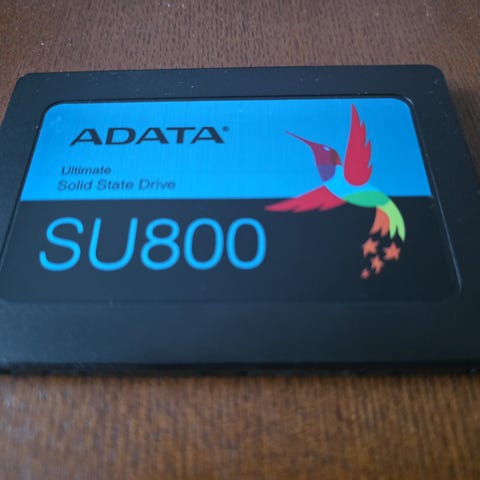 ADATA®
Ultimate
Solid State Drive
SU800